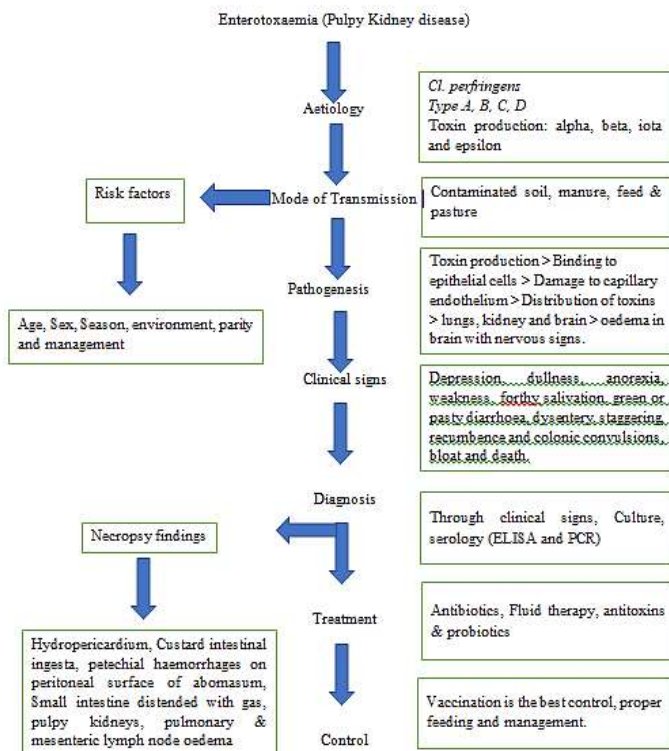 Enterotoxaemia (Pulpy Kidney disease)
Aetiology
Cl. perfringens
Type A, B, C, D
Toxin production: alpha, beta, iota
and epsilon
Risk factors
Mode of Transmission
Contaminated soil, manure, feed &
pasture
Age, Sex, Season, environment, parity
and management
Pathogenesis
Toxin production > Binding to
epithelial cells > Damage to capillary
endothelium > Distribution of toxins
> lungs, kidney and brain > oedema in
brain with nervous signs.
Clinical signs
Depression, dullness, anorexia,
weakness, forthy salivation, green or
pasty diarrhoea, dysentery, staggering,
recumbence and colonic convulsions,
bloat and death.
Diagnosis
Through clinical signs, Culture,
serology (ELISA and PCR)
Necropsy findings
Hydropericardium, Custard intestinal
ingesta, petechial haemorrhages on
peritoneal surface of abomasum,
Small intestine distended with gas,
pulpy kidneys, pulmonary &
mesenteric lymph node oedema
Treatment
Antibiotics, Fluid therapy, antitoxins
& probiotics
Control
Vaccination is the best control, proper
feeding and management.